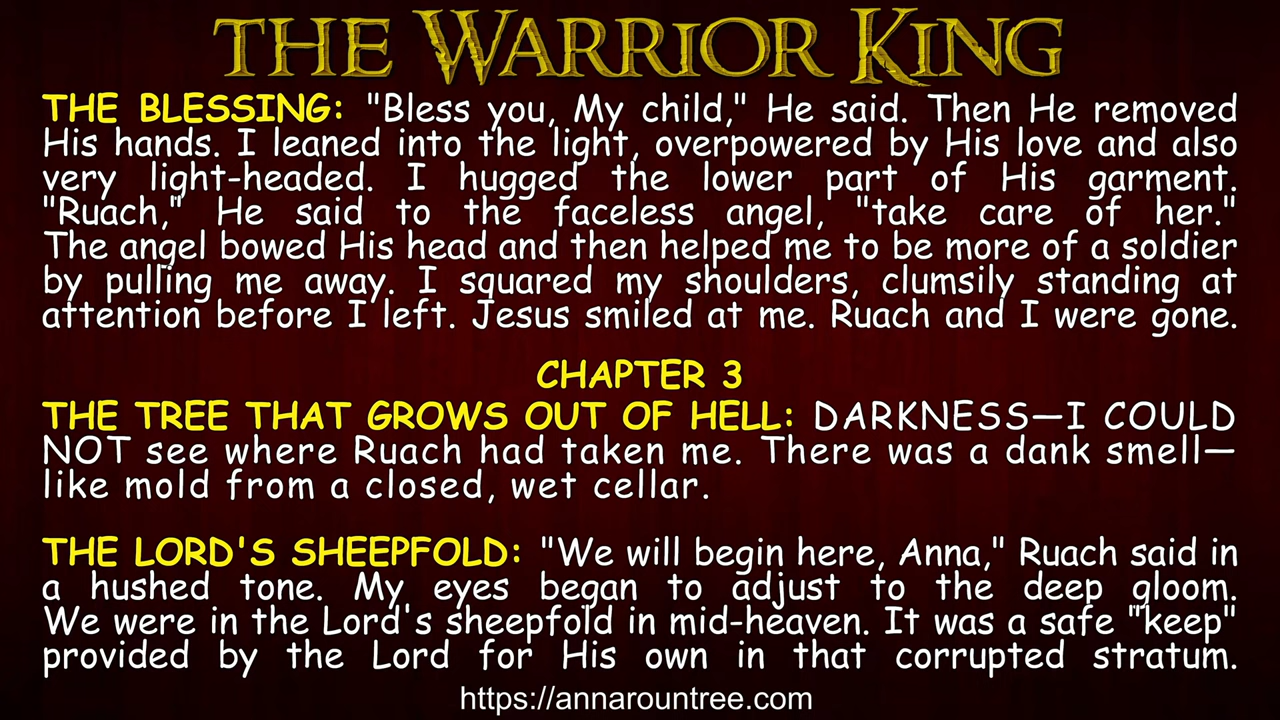 THE WARRIOR KING
THE BLESSING: "Bless you, My child," He said. Then He removed
His hands. I leaned into the light, overpowered by His love and also
very light-headed. I hugged the lower part of His garment.
"Ruach," He said to the faceless angel, "take care of her."
The angel bowed His head and then helped me to be more of a soldier
by pulling me away. I squared my shoulders, clumsily standing at
attention before I left. Jesus smiled at me. Ruach and I were gone.
CHAPTER 3
THE TREE THAT GROWS OUT OF HELL: DARKNESS—I COULD
NOT see where Ruach had taken me. There was a dank smell—
like mold from a closed, wet cellar.
THE LORD'S SHEEPFOLD: "We will begin here, Anna," Ruach said in
a hushed tone. My eyes began to adjust to the deep gloom.
We were in the Lord's sheepfold in mid-heaven. It was a safe "keep"
provided by the Lord for His own in that corrupted stratum.
https://annarountree.com